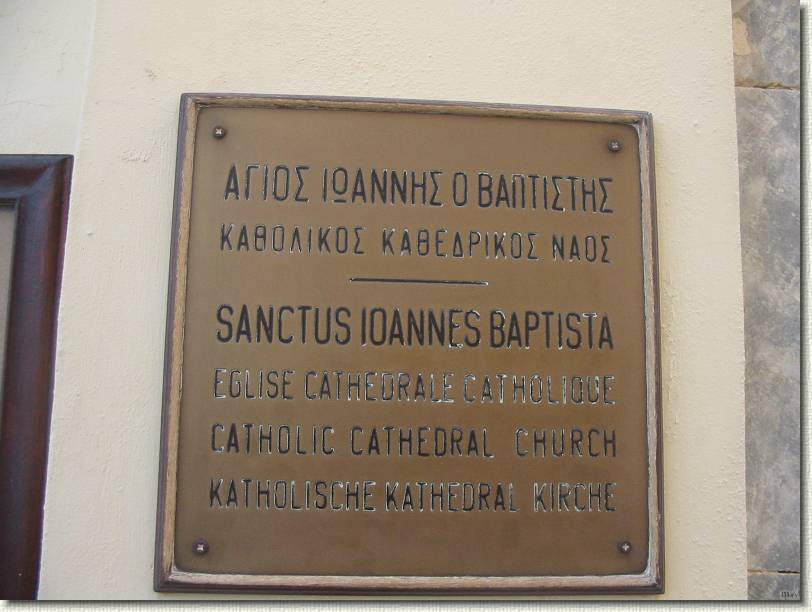 ΑΓΙΟΣ ΙΩΑΝΝΗΣ Ο ΒΑΠΤΙΣΤΗΣ
ΚΑΘΟΛΙΚΟΣ ΚΑΘΕΔΡΙΚΟΣ ΝΑΟΣ
SANCTUS IOANNES BAPTISTA
EGLISE CATHEDRALE CATHOLIQUE
CATHOLIC CATHEDRAL CHURCH
KATHOLISCHE KATHEDRAL KIRCHE